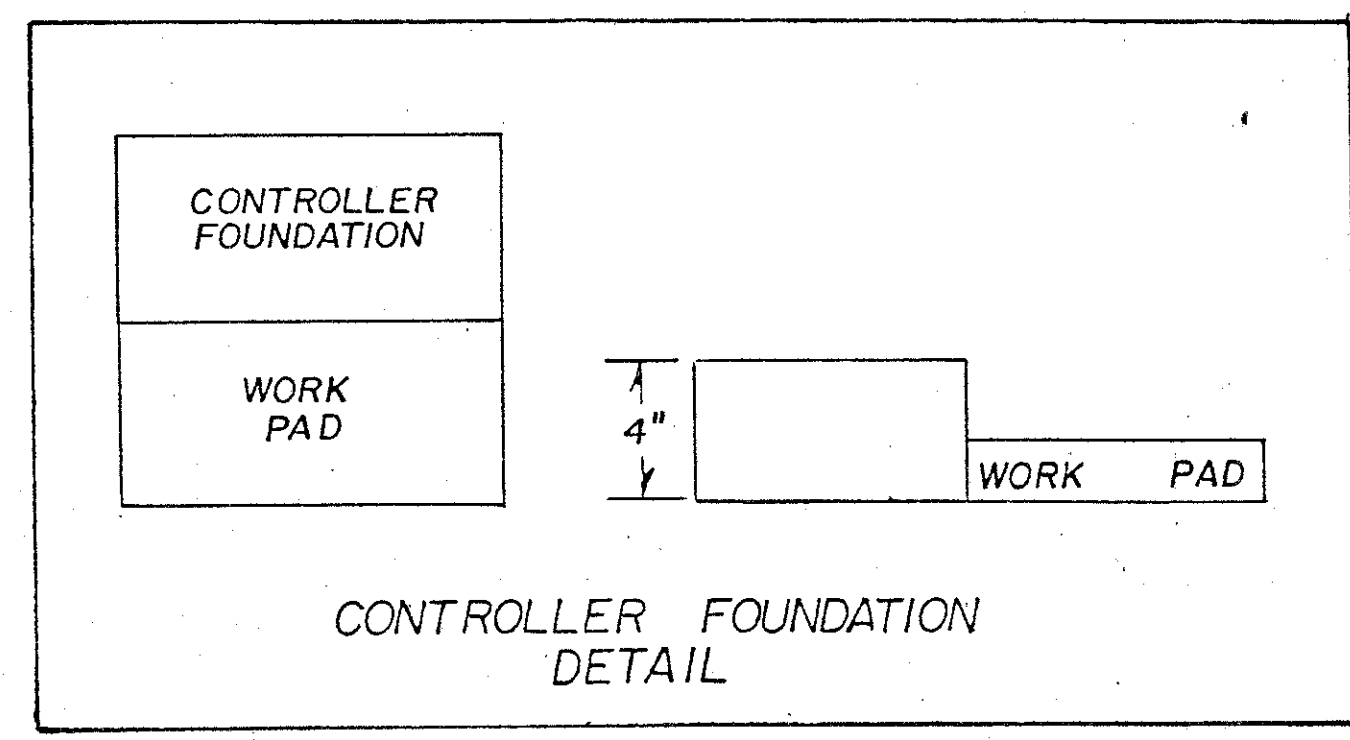 CONTROLLER
FOUNDATION
WORK
PAD
4"
WORK PAD
CONTROLLER FOUNDATION
DETAIL